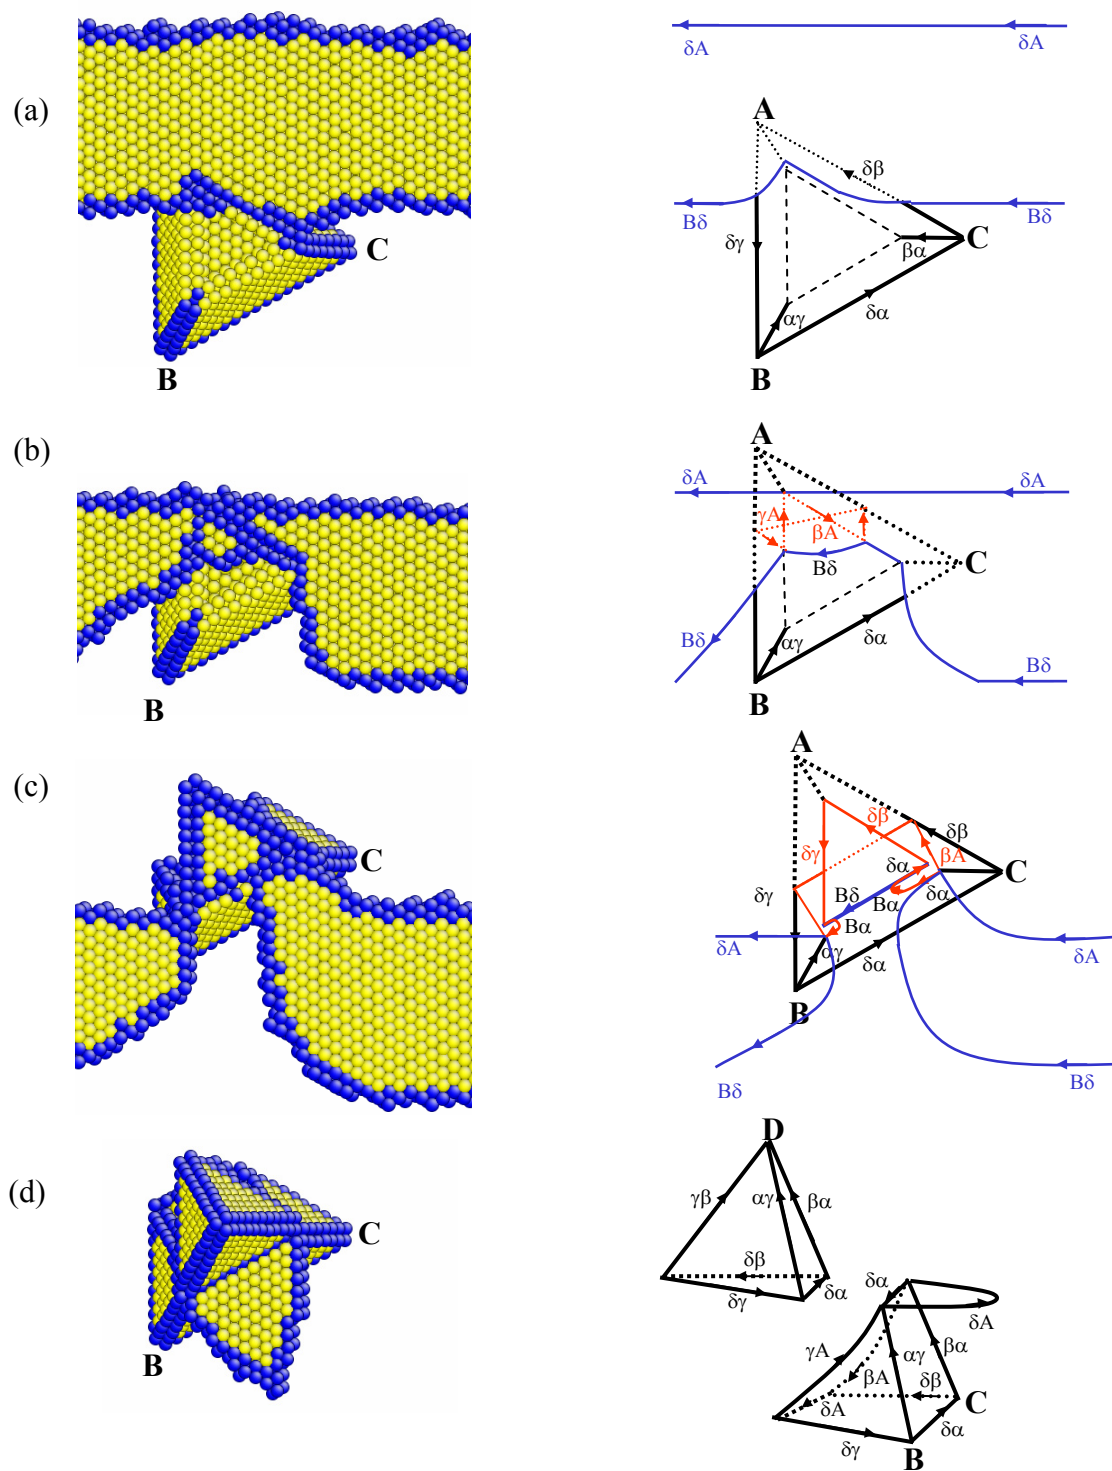 (a)
δA
δA
A
δβ
Bδ
Bδ
δγ
βα
C
C
αγ
δα
B
B
(b)
A
δA
δA
γA
βA
Bδ
C
Bδ
αγ
δα
Bδ
B
B
(c)
A
δβ
δβ
C
δγ
δα
βA
C
δγ
Bδ
Bα
δα
Bα
δA
αγ
δα
δA
B
Bδ
Bδ
(d)
D
γβ
αγ
βα
C
δβ
δα
δγ
δα
δA
γA
αγ
βα
βA
δβ
C
δA
δα
δγ
B
B